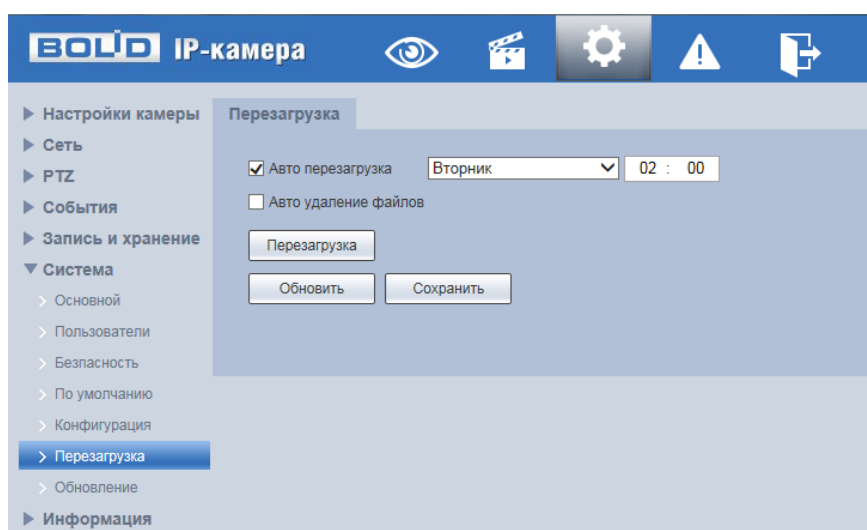 BOLID IP-камера
Настройки камеры
Сеть
PTZ
События
Запись и хранение
Система
Основной
Пользователи
Безопасность
По умолчанию
Конфигурация
Перезагрузка
Обновление
Информация
Перезагрузка
Авто перезагрузка Вторник 02 : 00
Авто удаление файлов
Перезагрузка
Обновить Сохранить